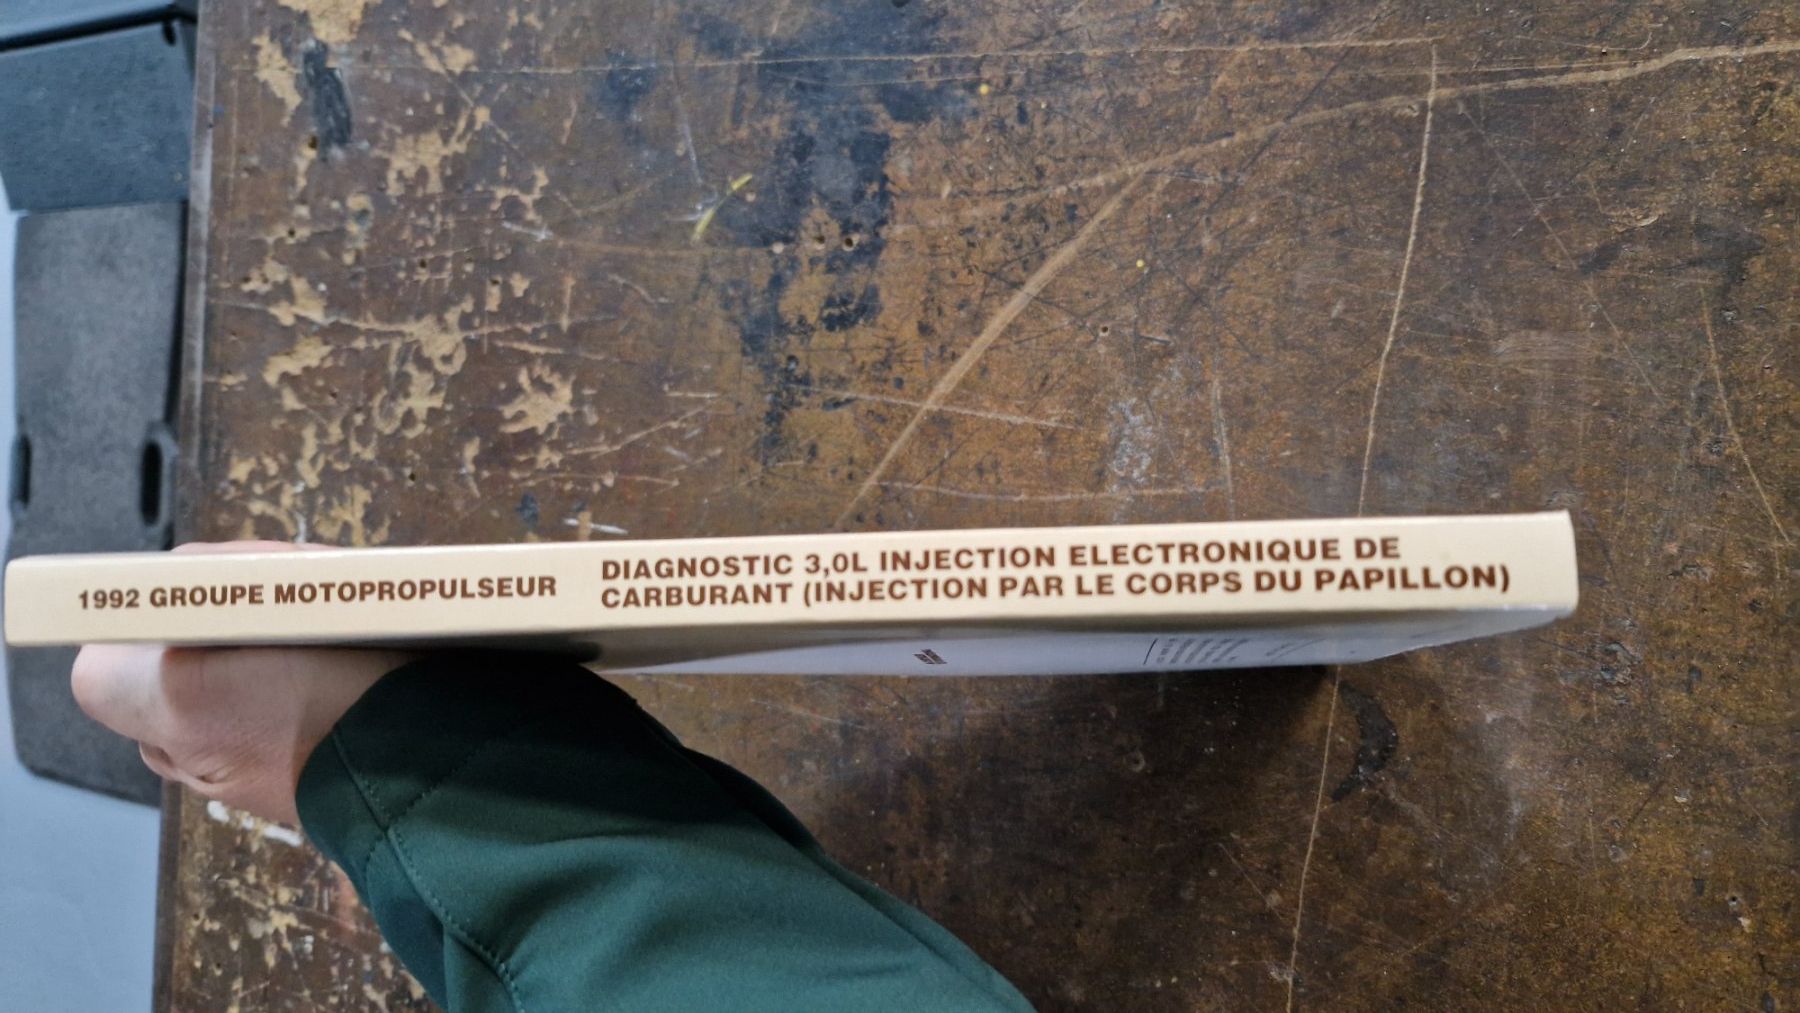 1992 GROUPE MOTOPROPULSEUR
DIAGNOSTIC 3,0L INJECTION ELECTRONIQUE DE
CARBURANT (INJECTION PAR LE CORPS DU PAPILLON)